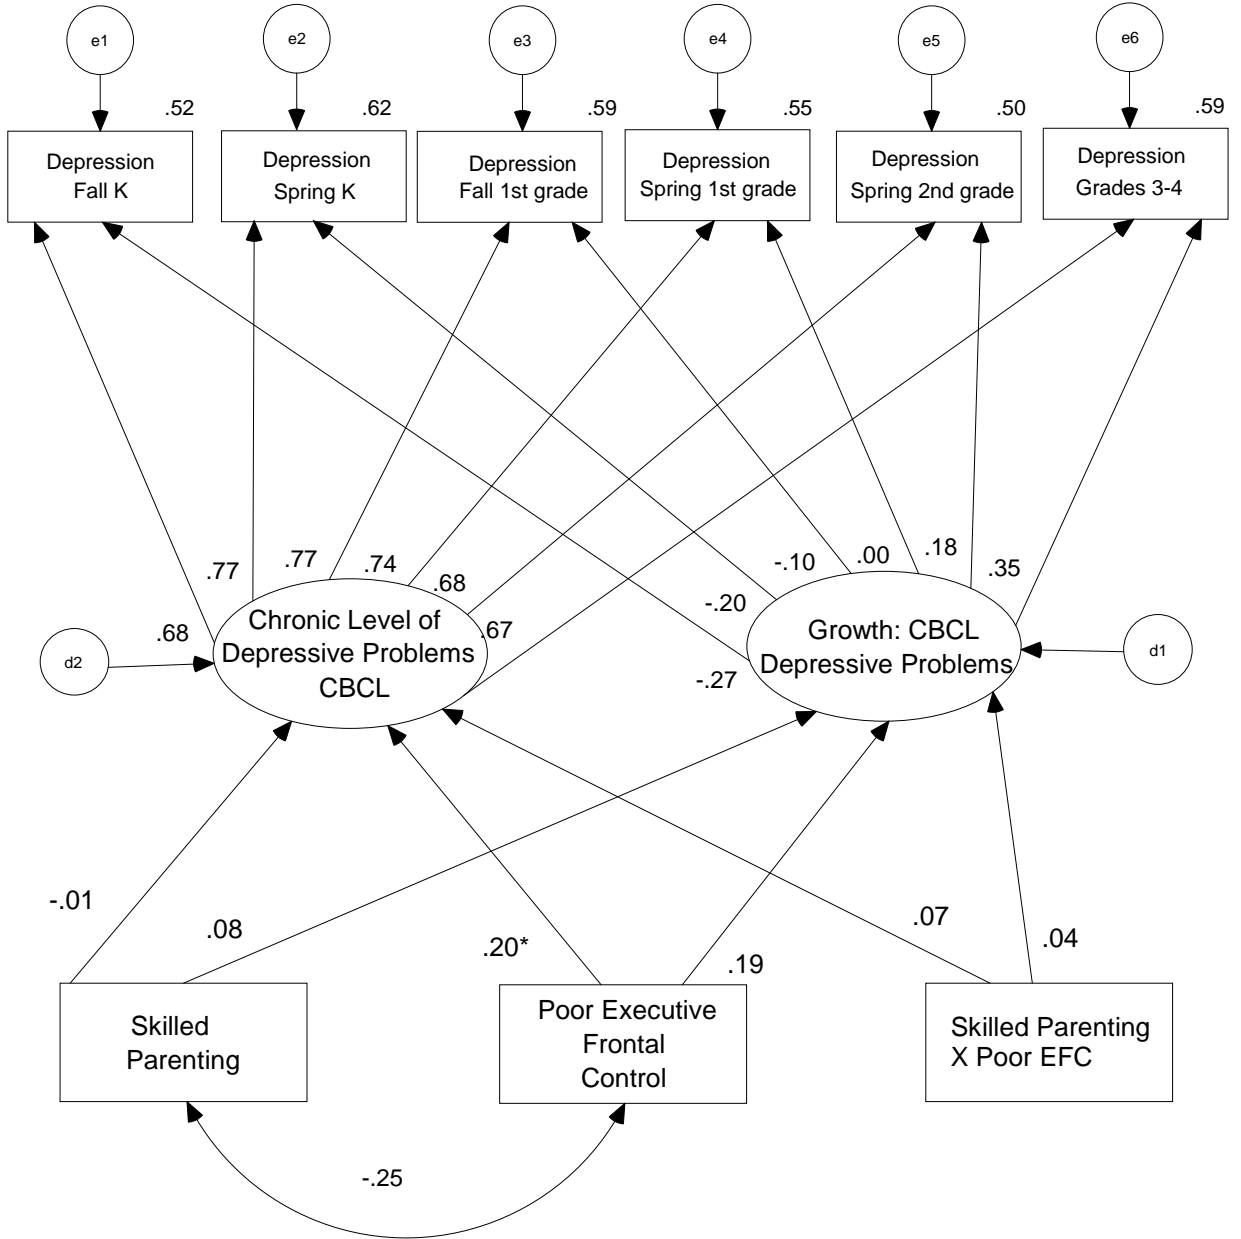 e1
e2
e3
e4
e5
e6
.52
.62
.59
.55
.50
.59
Depression
Fall K
Depression
Spring K
Depression
Fall 1st grade
Depression
Spring 1st grade
Depression
Spring 2nd grade
Depression
Grades 3-4
.68
.77
.77
.74
.68
.67
-.27
-.20
-.10
.00
.18
.35
d2
Chronic Level of
Depressive Problems
CBCL
Growth: CBCL
Depressive Problems
d1
-.01
.08
.20*
.19
.07
.04
Skilled
Parenting
Poor Executive
Frontal
Control
Skilled Parenting
X Poor EFC
-.25